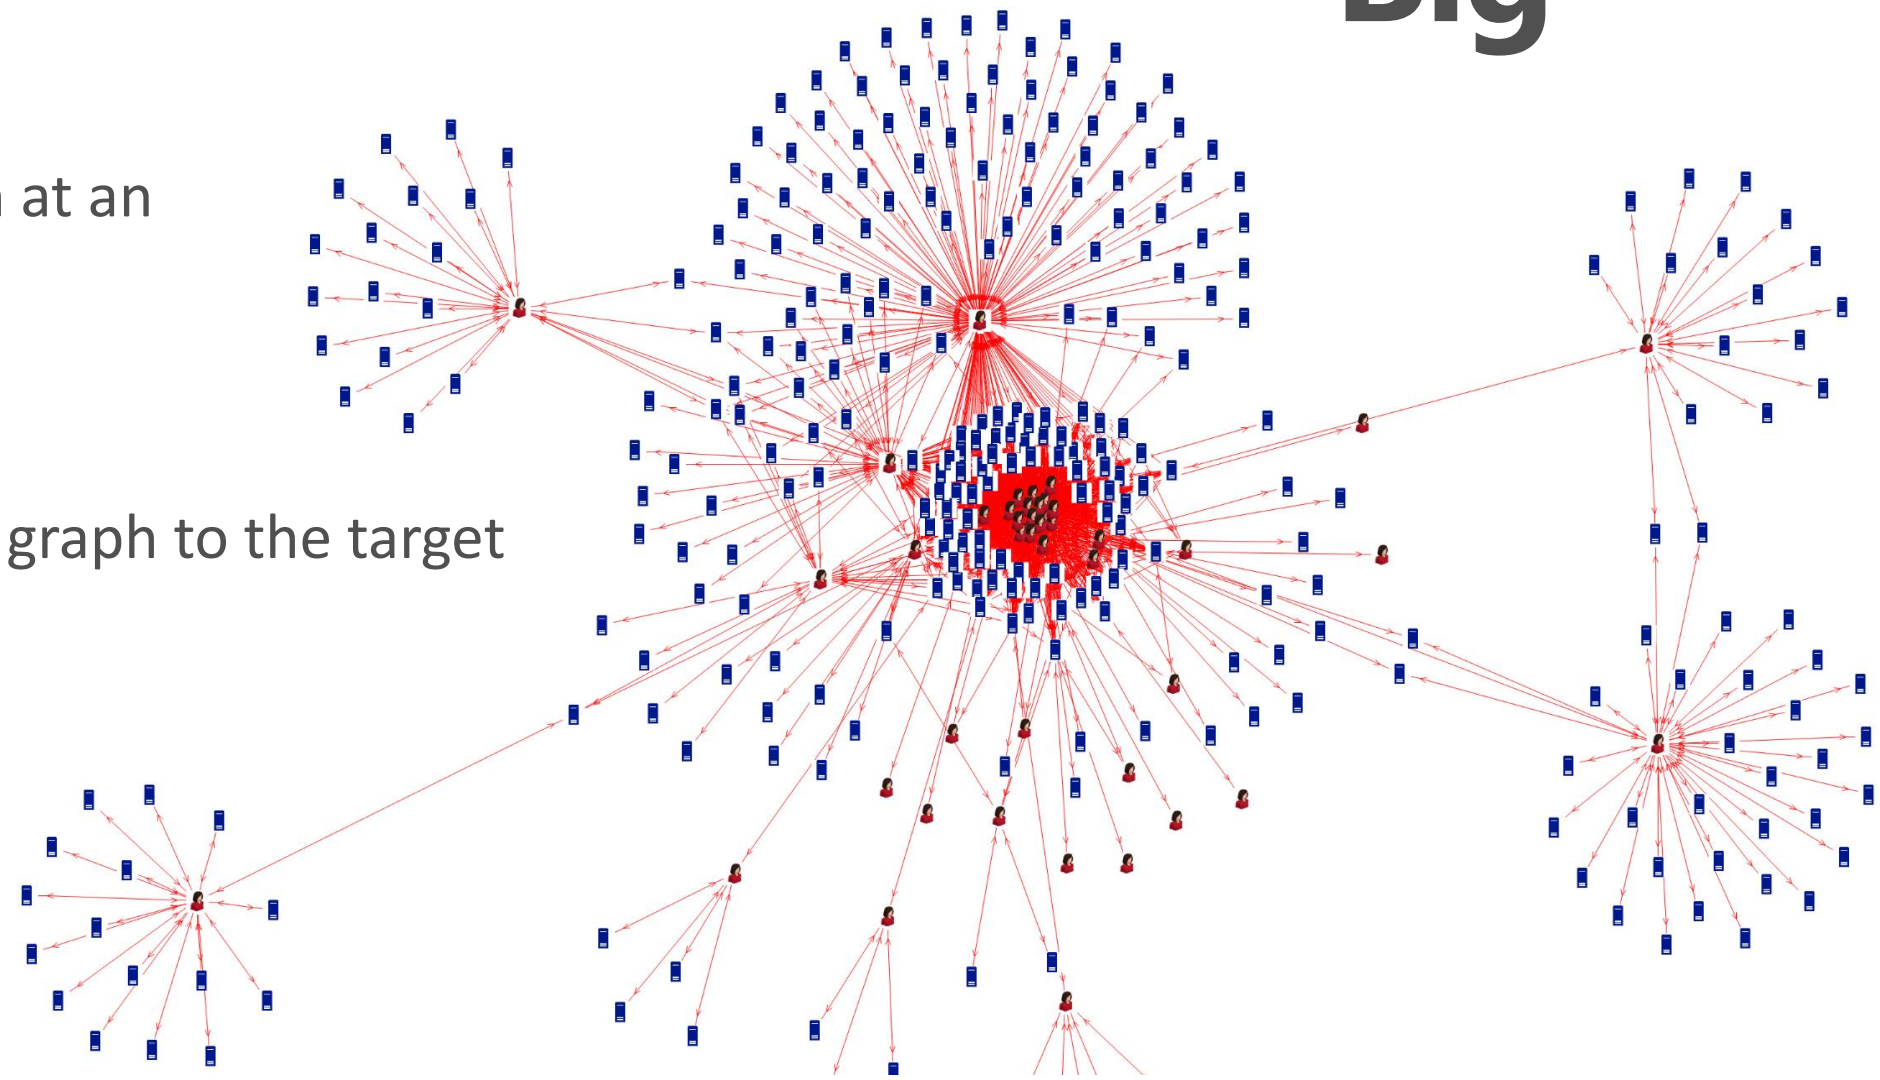 Big
at an
graph to the target